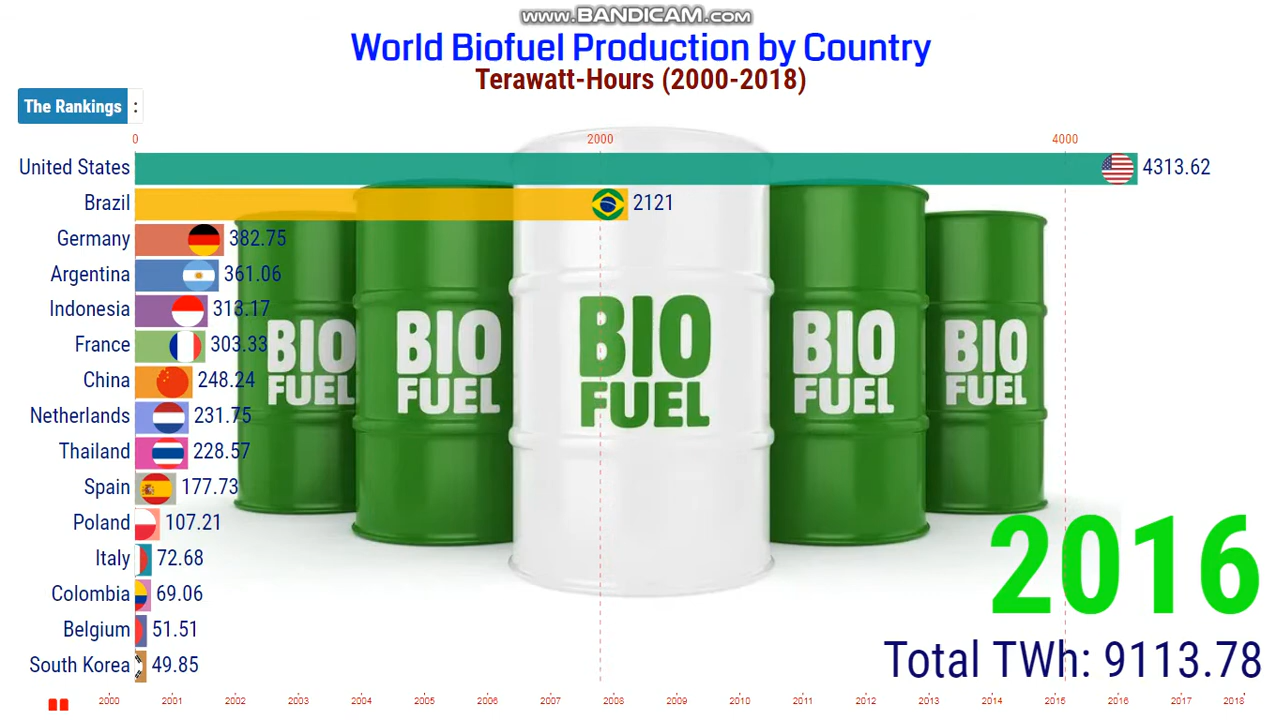 www.BANDICAM.com
World Biofuel Production by Country
Terawatt-Hours (2000-2018)
The Rankings :
0 2000 4000
United States 4313.62
Brazil 2121
Germany 382.75
Argentina 361.06
Indonesia 313.17
France 303.33
China 248.24
Netherlands 231.75
Thailand 228.57
Spain 177.73
Poland 107.21
Italy 72.68
Colombia 69.06
Belgium 51.51
South Korea 49.85
BIO FUEL
BIO FUEL
BIO FUEL
BIO FUEL
BIO FUEL
2016
Total TWh: 9113.78
2000 2001 2002 2003 2004 2005 2006 2007 2008 2009 2010 2011 2012 2013 2014 2015 2016 2017 2018